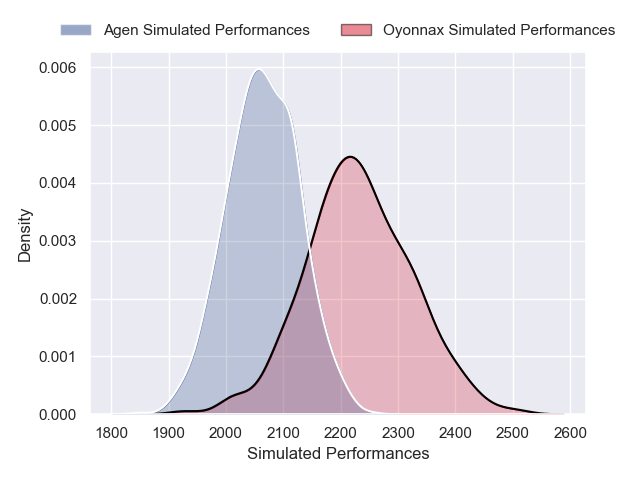 Agen Simulated Performances
Oyonnax Simulated Performances
0.006
0.005
0.004
0.003
0.002
0.001
0.000
Density
1800 1900 2000 2100 2200 2300 2400 2500 2600
Simulated Performances